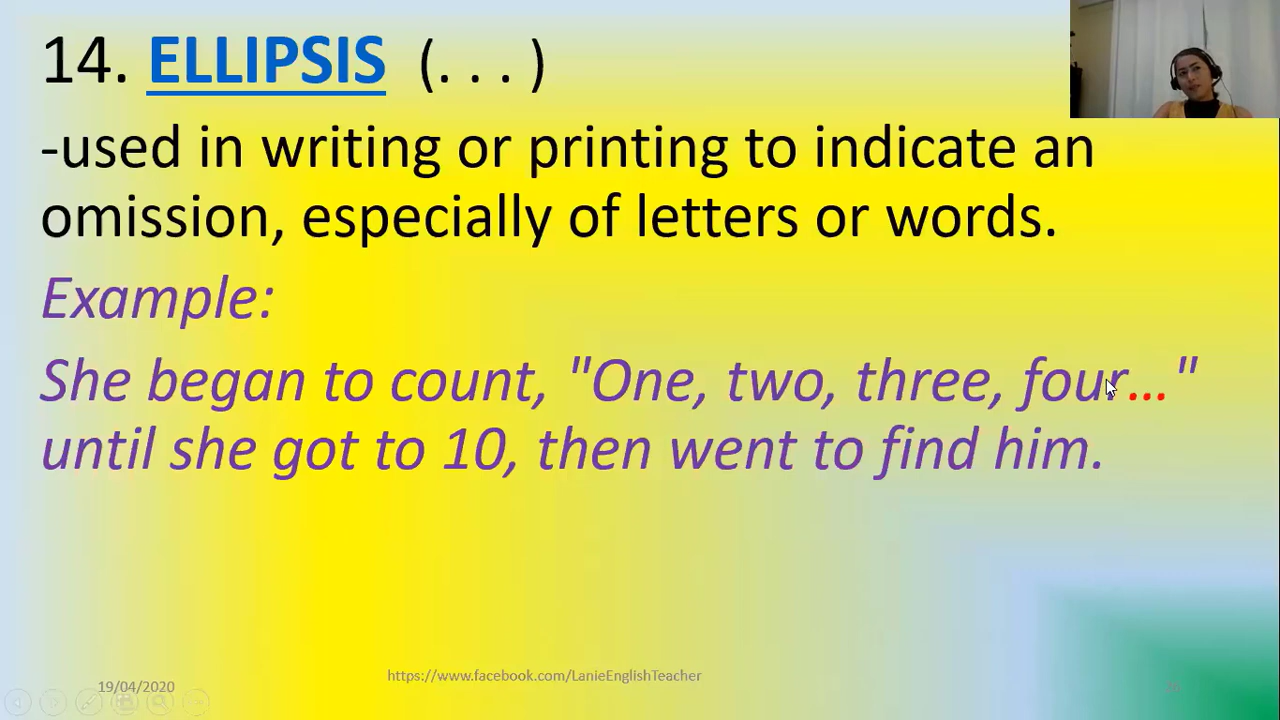 14. ELLIPSIS (. . . )
-used in writing or printing to indicate an
omission, especially of letters or words.
Example:
She began to count, "One, two, three, four..."
until she got to 10, then went to find him.
19/04/2020
https://www.facebook.com/LanieEnglishTeacher